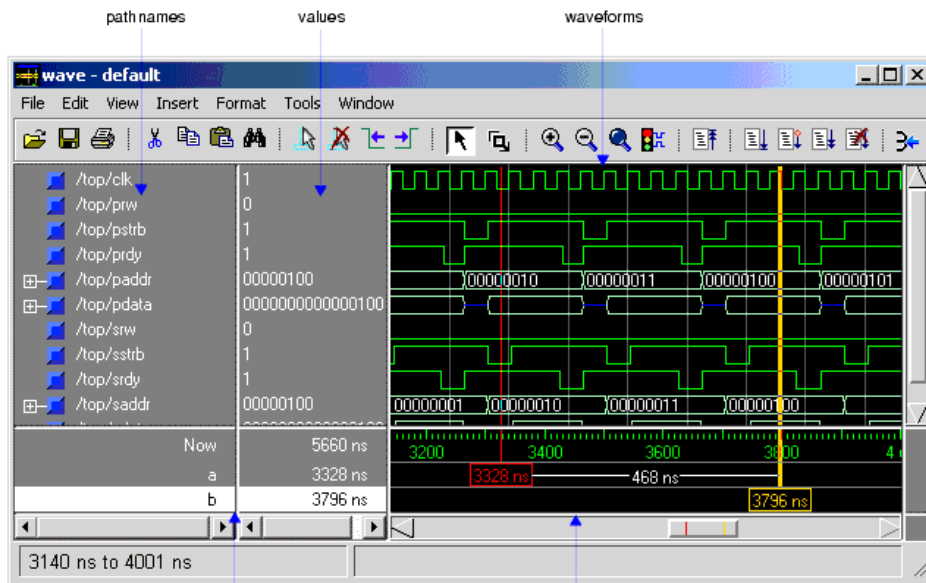 pathnames values waveforms
wave - default
File Edit View Insert Format Tools Window
/top/clk 1
/top/prw 0
/top/pstrb 1
/top/prdy 1
/top/paddr 00000100 00000010 00000011 00000100 00000101
/top/pdata 0000000000000100
/top/srw 0
/top/sstrb 1
/top/srdy 1
/top/saddr 00000100 00000001 00000010 00000011 00000100
Now 5660 ns 3200 3400 3600 3800 4
a 3328 ns 3328 ns 468 ns
b 3796 ns 3796 ns
3140 ns to 4001 ns